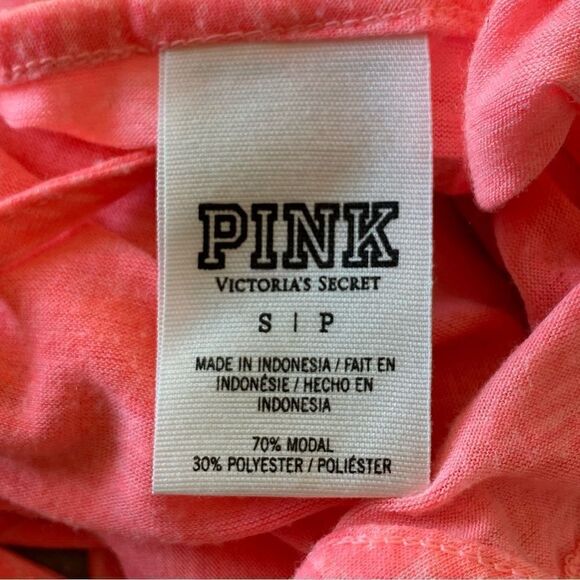 PINK
VICTORIA'S SECRET
S | P
MADE IN INDONESIA / FAIT EN
INDONÉSIE / HECHO EN
INDONESIA
70% MODAL
30% POLYESTER / POLIÉSTER